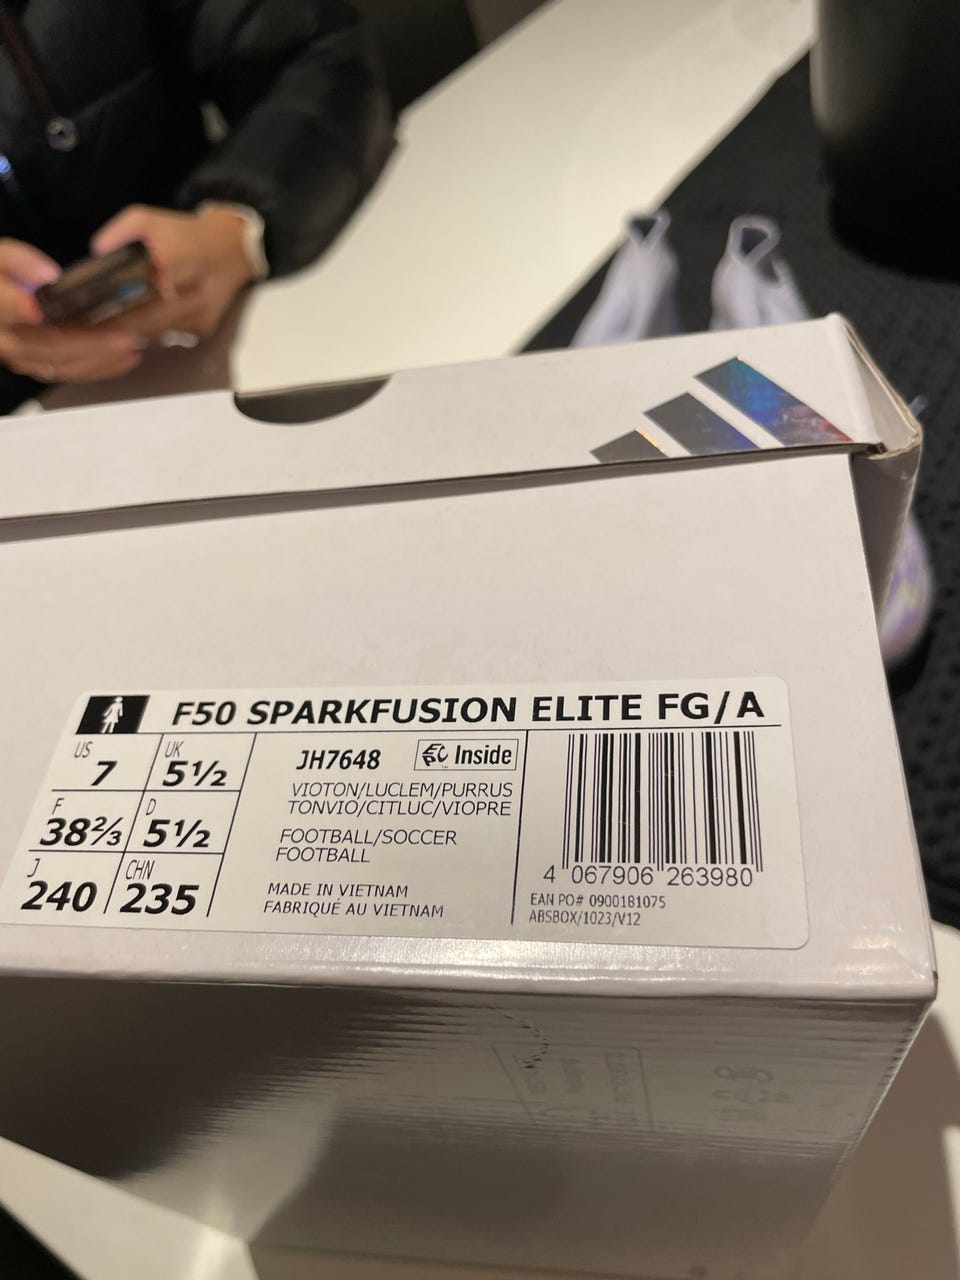 F50 SPARKFUSION ELITE FG/A
US 7
UK 5½
F 38⅔
D 5½
J 240
CHN 235
JH7648
Inside
VIOTON/LUCLEM/PURRUS
TONVIO/CITLUC/VIOPRE
FOOTBALL/SOCCER
FOOTBALL
MADE IN VIETNAM
FABRIQUÉ AU VIETNAM
4 067906 263980
EAN PO# 0900181075
ABSBOX/1023/V12